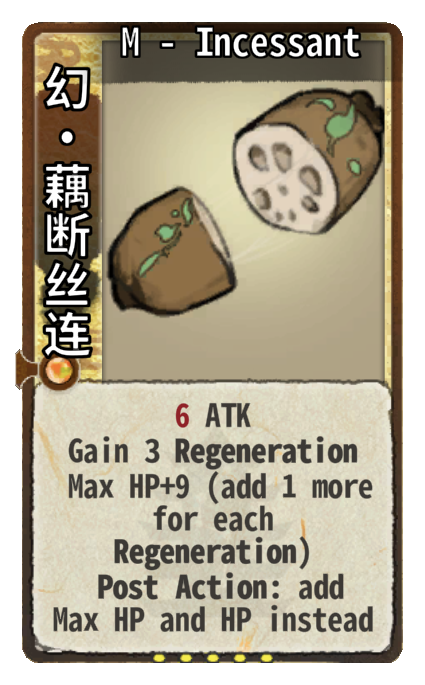 M - Incessant
幻・藕断丝连
6 ATK
Gain 3 Regeneration
Max HP+9 (add 1 more
for each
Regeneration)
Post Action: add
Max HP and HP instead